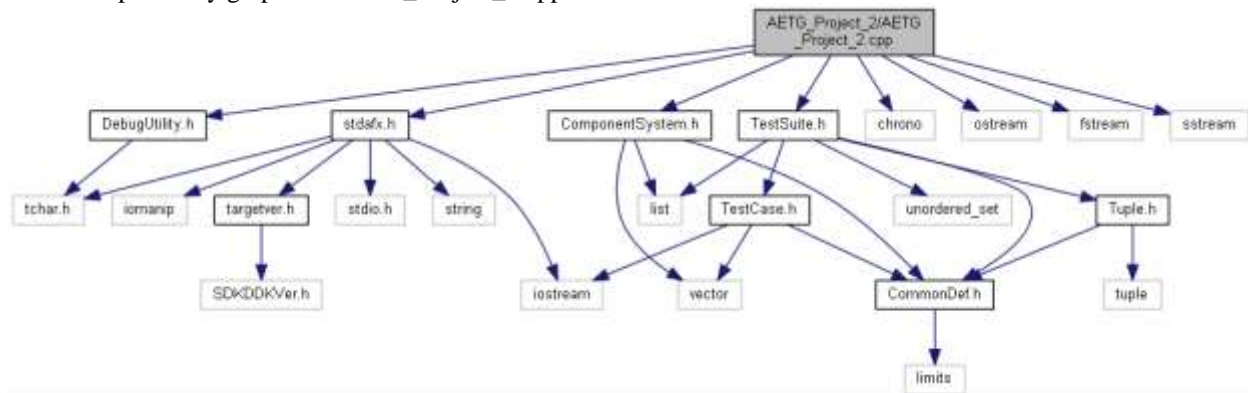 AETG_Project_2/AETG
_Project_2.cpp
DebugUtility.h
stdafx.h
ComponentSystem.h
TestSuite.h
chrono
ostream
fstream
sstream
tchar.h
iomanip
targetver.h
stdio.h
string
list
TestCase.h
unordered_set
Tuple.h
SDKDDKVer.h
iostream
vector
CommonDef.h
tuple
limits